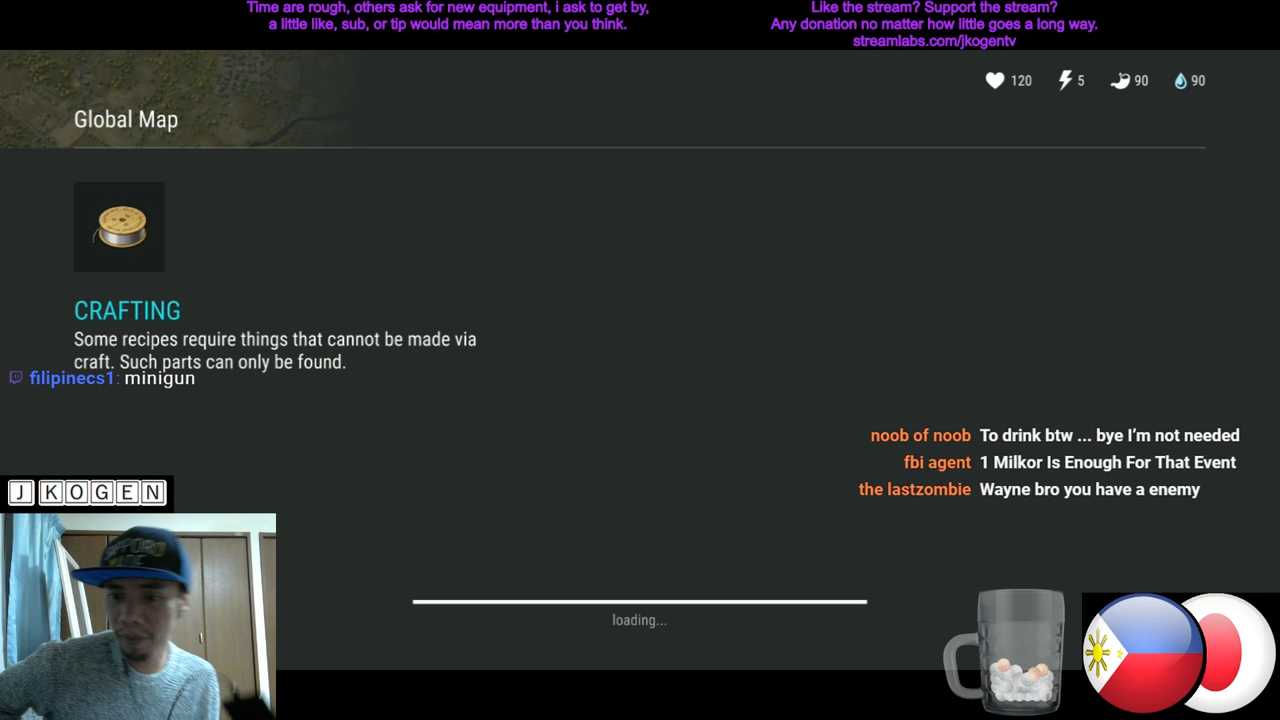 Time are rough, others ask for new equipment, i ask to get by,
a little like, sub, or tip would mean more than you think.
Like the stream? Support the stream?
Any donation no matter how little goes a long way.
streamlabs.com/jkogentv
120 5 90 90
Global Map
CRAFTING
Some recipes require things that cannot be made via
craft. Such parts can only be found.
filipinecs1: minigun
noob of noob To drink btw ... bye I'm not needed
fbi agent 1 Milkor Is Enough For That Event
the lastzombie Wayne bro you have a enemy
J KOGEN
loading...